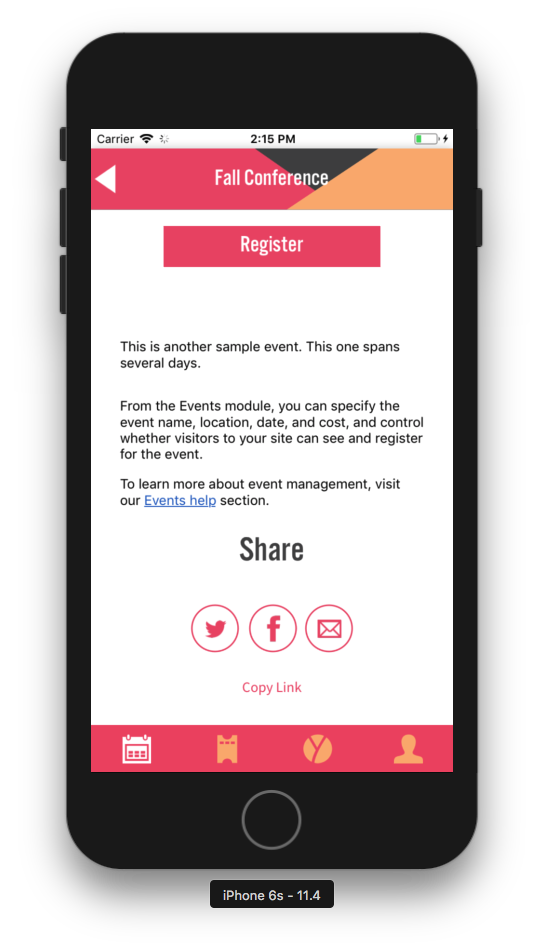 Carrier 2:15 PM
Fall Conference
Register
This is another sample event. This one spans
several days.
From the Events module, you can specify the
event name, location, date, and cost, and control
whether visitors to your site can see and register
for the event.
To learn more about event management, visit
our Events help section.
Share
Copy Link
iPhone 6s - 11.4